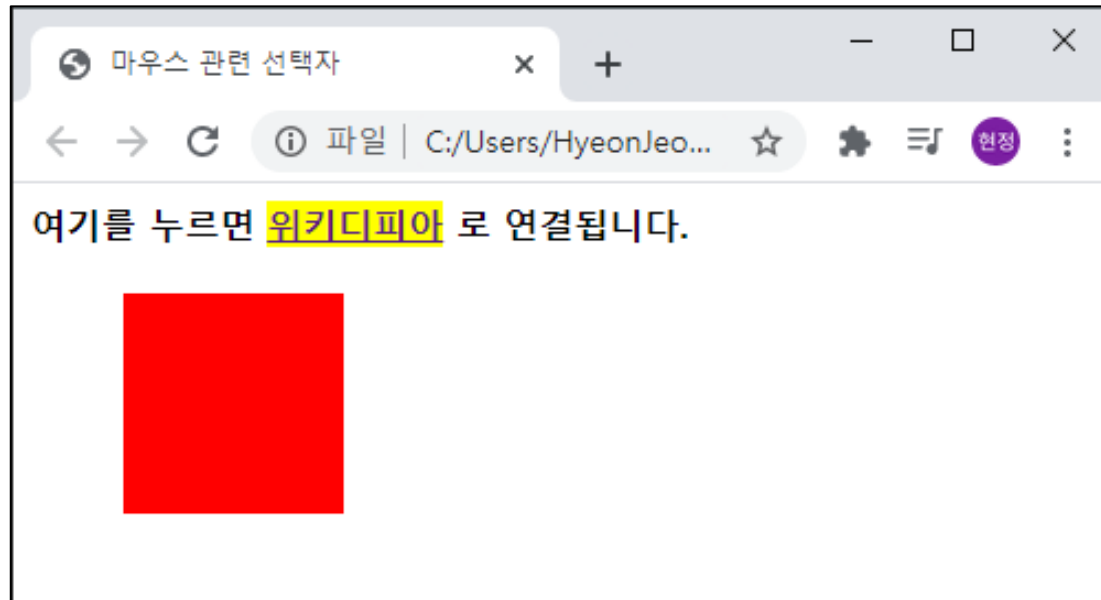 마우스 관련 선택자
파일 | C:/Users/HyeonJeo...
현정
여기를 누르면 위키디피아 로 연결됩니다.